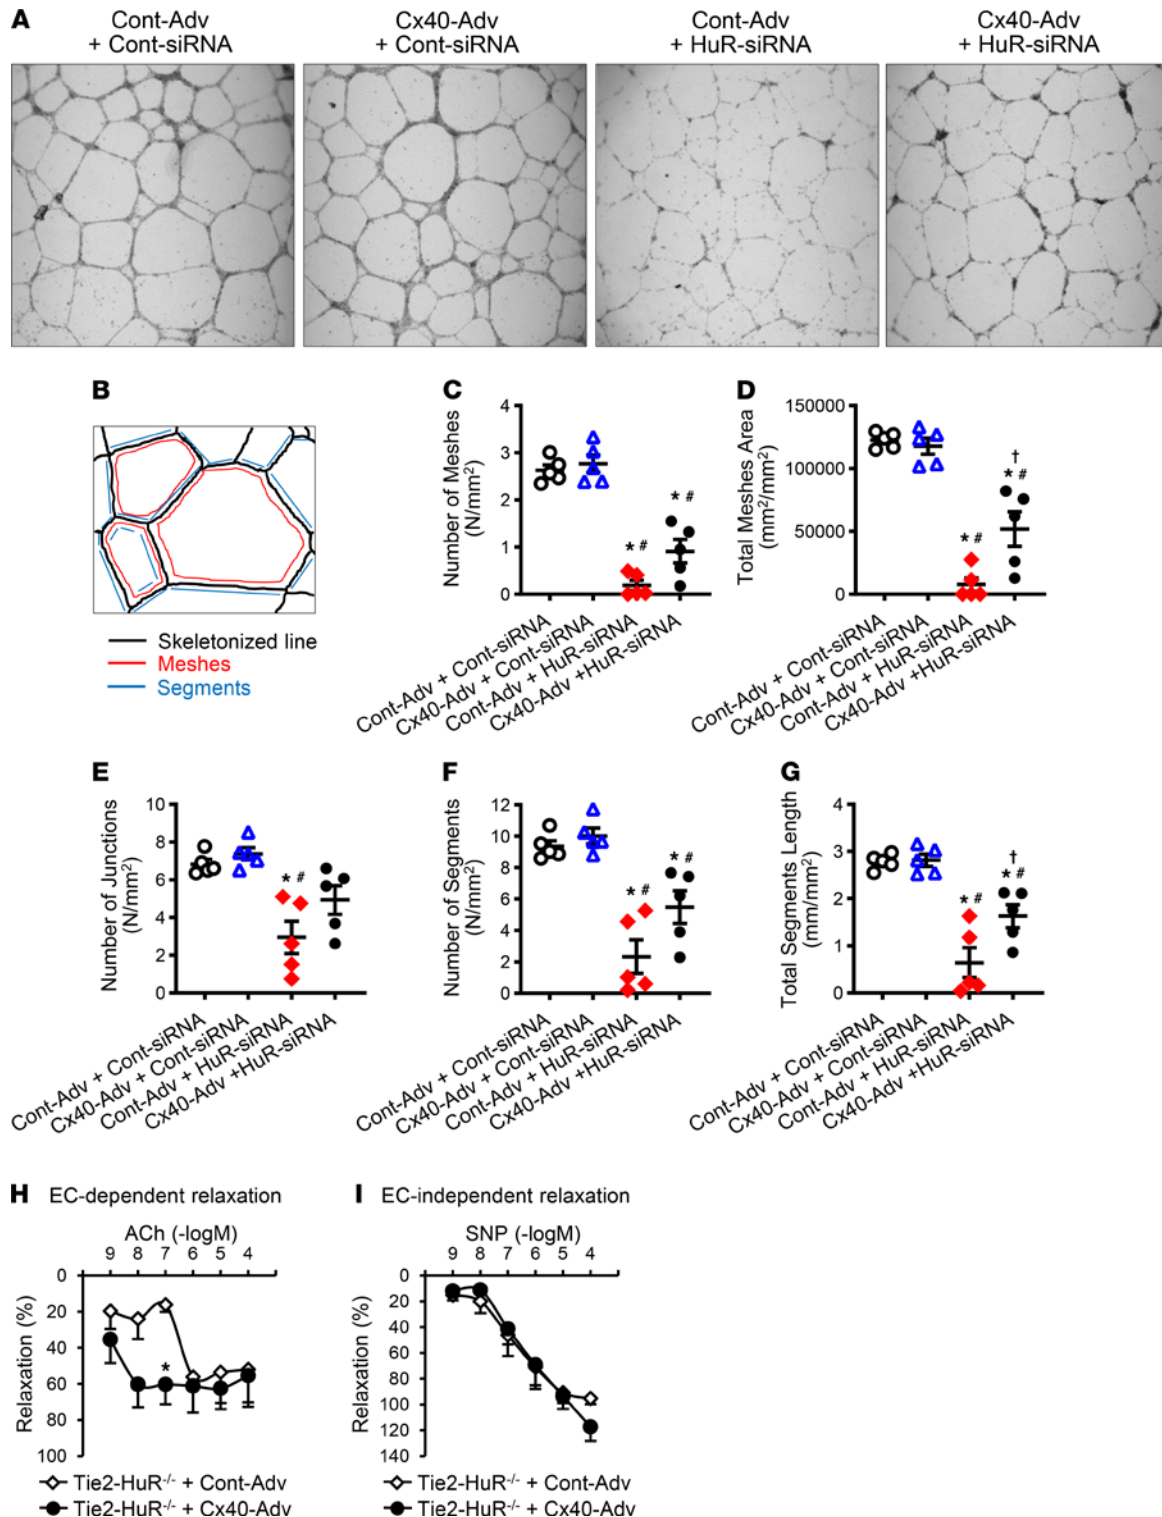 A
Cont-Adv
+ Cont-siRNA
Cx40-Adv
+ Cont-siRNA
Cont-Adv
+ HuR-siRNA
Cx40-Adv
+ HuR-siRNA
B
Skeletonized line
Meshes
Segments
C
Number of Meshes
(N/mm²)
4
3
2
1
0
* #
* #
Cont-Adv + Cont-siRNA
Cx40-Adv + Cont-siRNA
Cont-Adv + HuR-siRNA
Cx40-Adv +HuR-siRNA
D
Total Meshes Area
(mm²/mm²)
150000
100000
50000
0
* #
†
* #
Cont-Adv + Cont-siRNA
Cx40-Adv + Cont-siRNA
Cont-Adv + HuR-siRNA
Cx40-Adv +HuR-siRNA
E
Number of Junctions
(N/mm²)
10
8
6
4
2
0
* #
Cont-Adv + Cont-siRNA
Cx40-Adv + Cont-siRNA
Cont-Adv + HuR-siRNA
Cx40-Adv +HuR-siRNA
F
Number of Segments
(N/mm²)
12
10
8
6
4
2
0
* #
* #
Cont-Adv + Cont-siRNA
Cx40-Adv + Cont-siRNA
Cont-Adv + HuR-siRNA
Cx40-Adv +HuR-siRNA
G
Total Segments Length
(mm/mm²)
4
3
2
1
0
* #
†
* #
Cont-Adv + Cont-siRNA
Cx40-Adv + Cont-siRNA
Cont-Adv + HuR-siRNA
Cx40-Adv +HuR-siRNA
H EC-dependent relaxation
ACh (-logM)
9 8 7 6 5 4
Relaxation (%)
0
20
40
60
80
100
*
Tie2-HuR⁻/⁻ + Cont-Adv
Tie2-HuR⁻/⁻ + Cx40-Adv
I EC-independent relaxation
SNP (-logM)
9 8 7 6 5 4
Relaxation (%)
0
20
40
60
80
100
120
140
Tie2-HuR⁻/⁻ + Cont-Adv
Tie2-HuR⁻/⁻ + Cx40-Adv